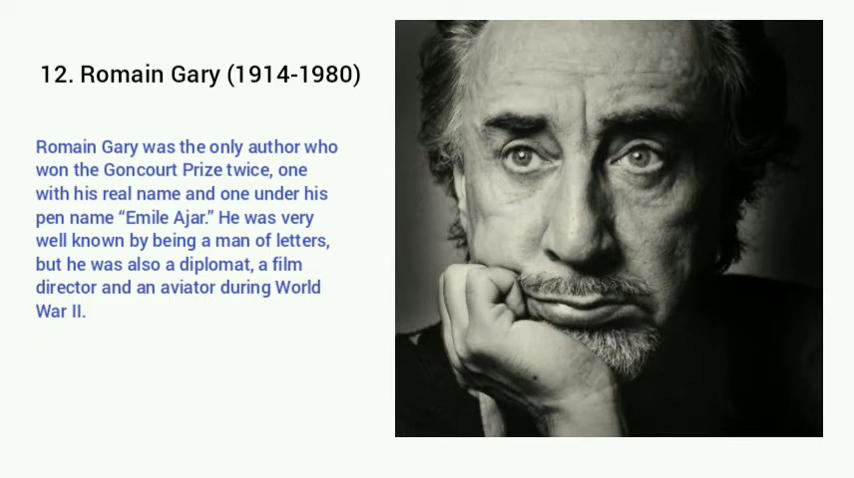 12. Romain Gary (1914-1980)
Romain Gary was the only author who
won the Goncourt Prize twice, one
with his real name and one under his
pen name “Emile Ajar.” He was very
well known by being a man of letters,
but he was also a diplomat, a film
director and an aviator during World
War II.